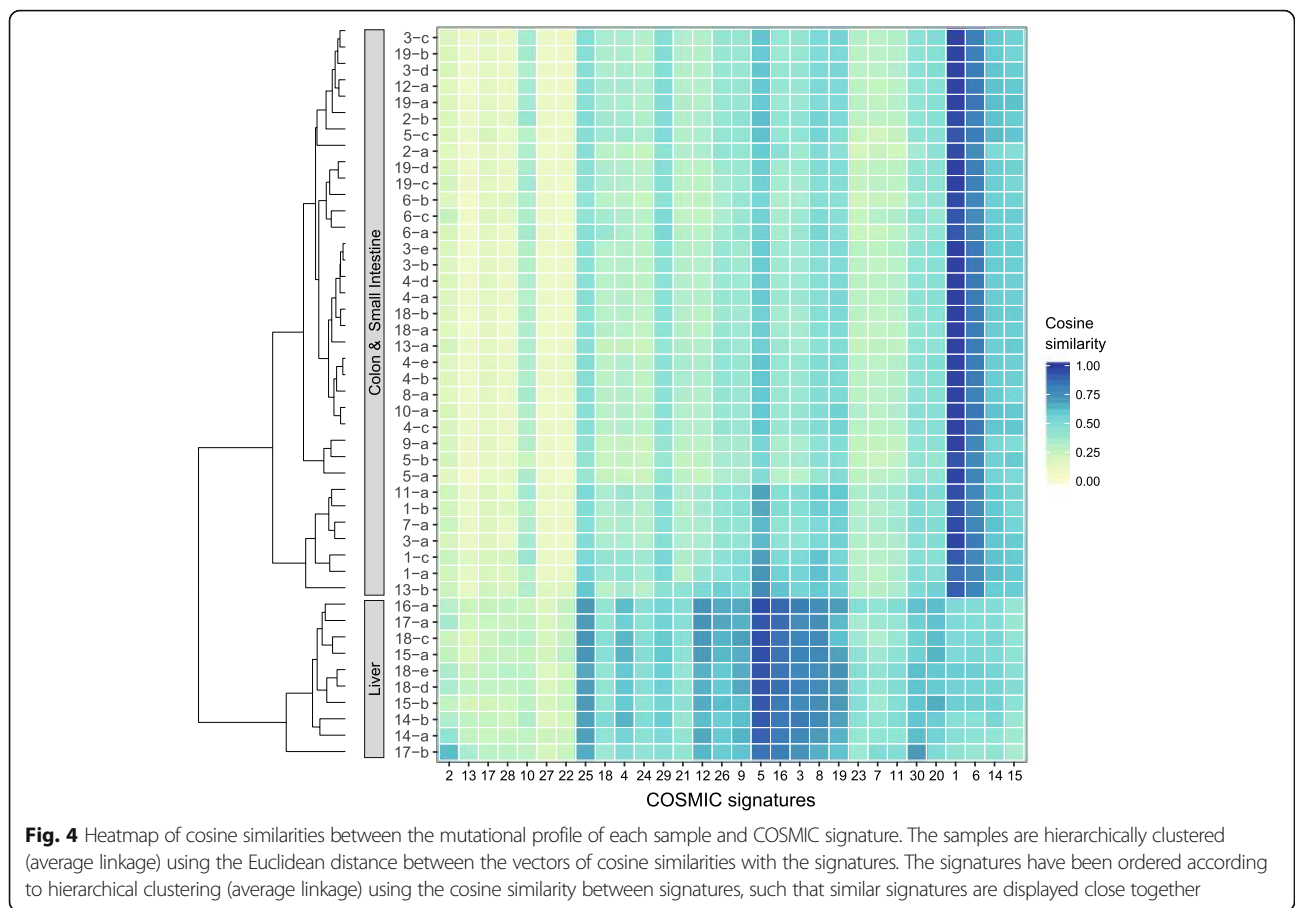 3−c
19−b
3−d
12−a
19−a
2−b
5−c
2−a
19−d
19−c
6−b
6−c
6−a
3−e
3−b
4−d
4−a
18−b
18−a
13−a
4−e
4−b
8−a
10−a
4−c
9−a
5−b
5−a
11−a
1−b
7−a
3−a
1−c
1−a
13−b
16−a
17−a
18−c
15−a
18−e
18−d
15−b
14−b
14−a
17−b
Colon & Small Intestine
Liver
2 13 17 28 10 27 22 25 18 4 24 29 21 12 26 9 5 16 3 8 19 23 7 11 30 20 1 6 14 15
COSMIC signatures
Cosine
similarity
1.00
0.75
0.50
0.25
0.00
Fig. 4 Heatmap of cosine similarities between the mutational profile of each sample and COSMIC signature. The samples are hierarchically clustered
(average linkage) using the Euclidean distance between the vectors of cosine similarities with the signatures. The signatures have been ordered according
to hierarchical clustering (average linkage) using the cosine similarity between signatures, such that similar signatures are displayed close together